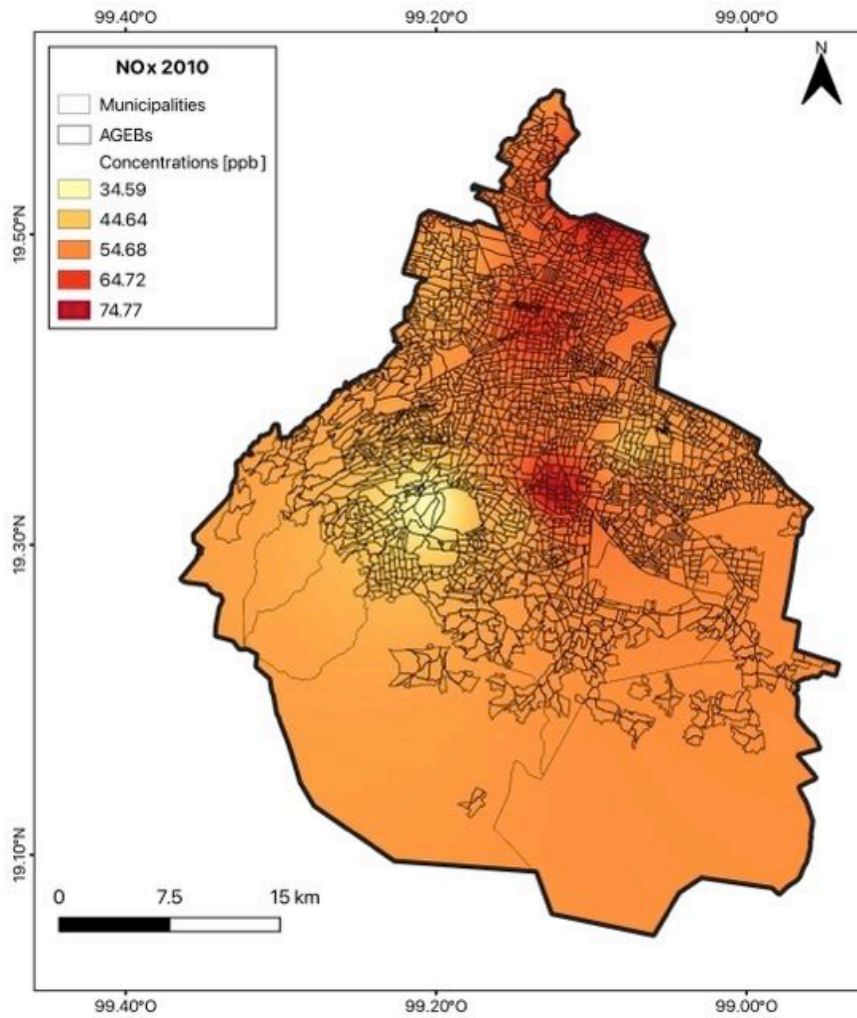 99.40°O 99.20°O 99.00°O
N
NOx 2010
Municipalities
AGEBs
Concentrations [ppb]
34.59
44.64
54.68
64.72
74.77
19.50°N
19.30°N
19.10°N
0 7.5 15 km
99.40°O 99.20°O 99.00°O